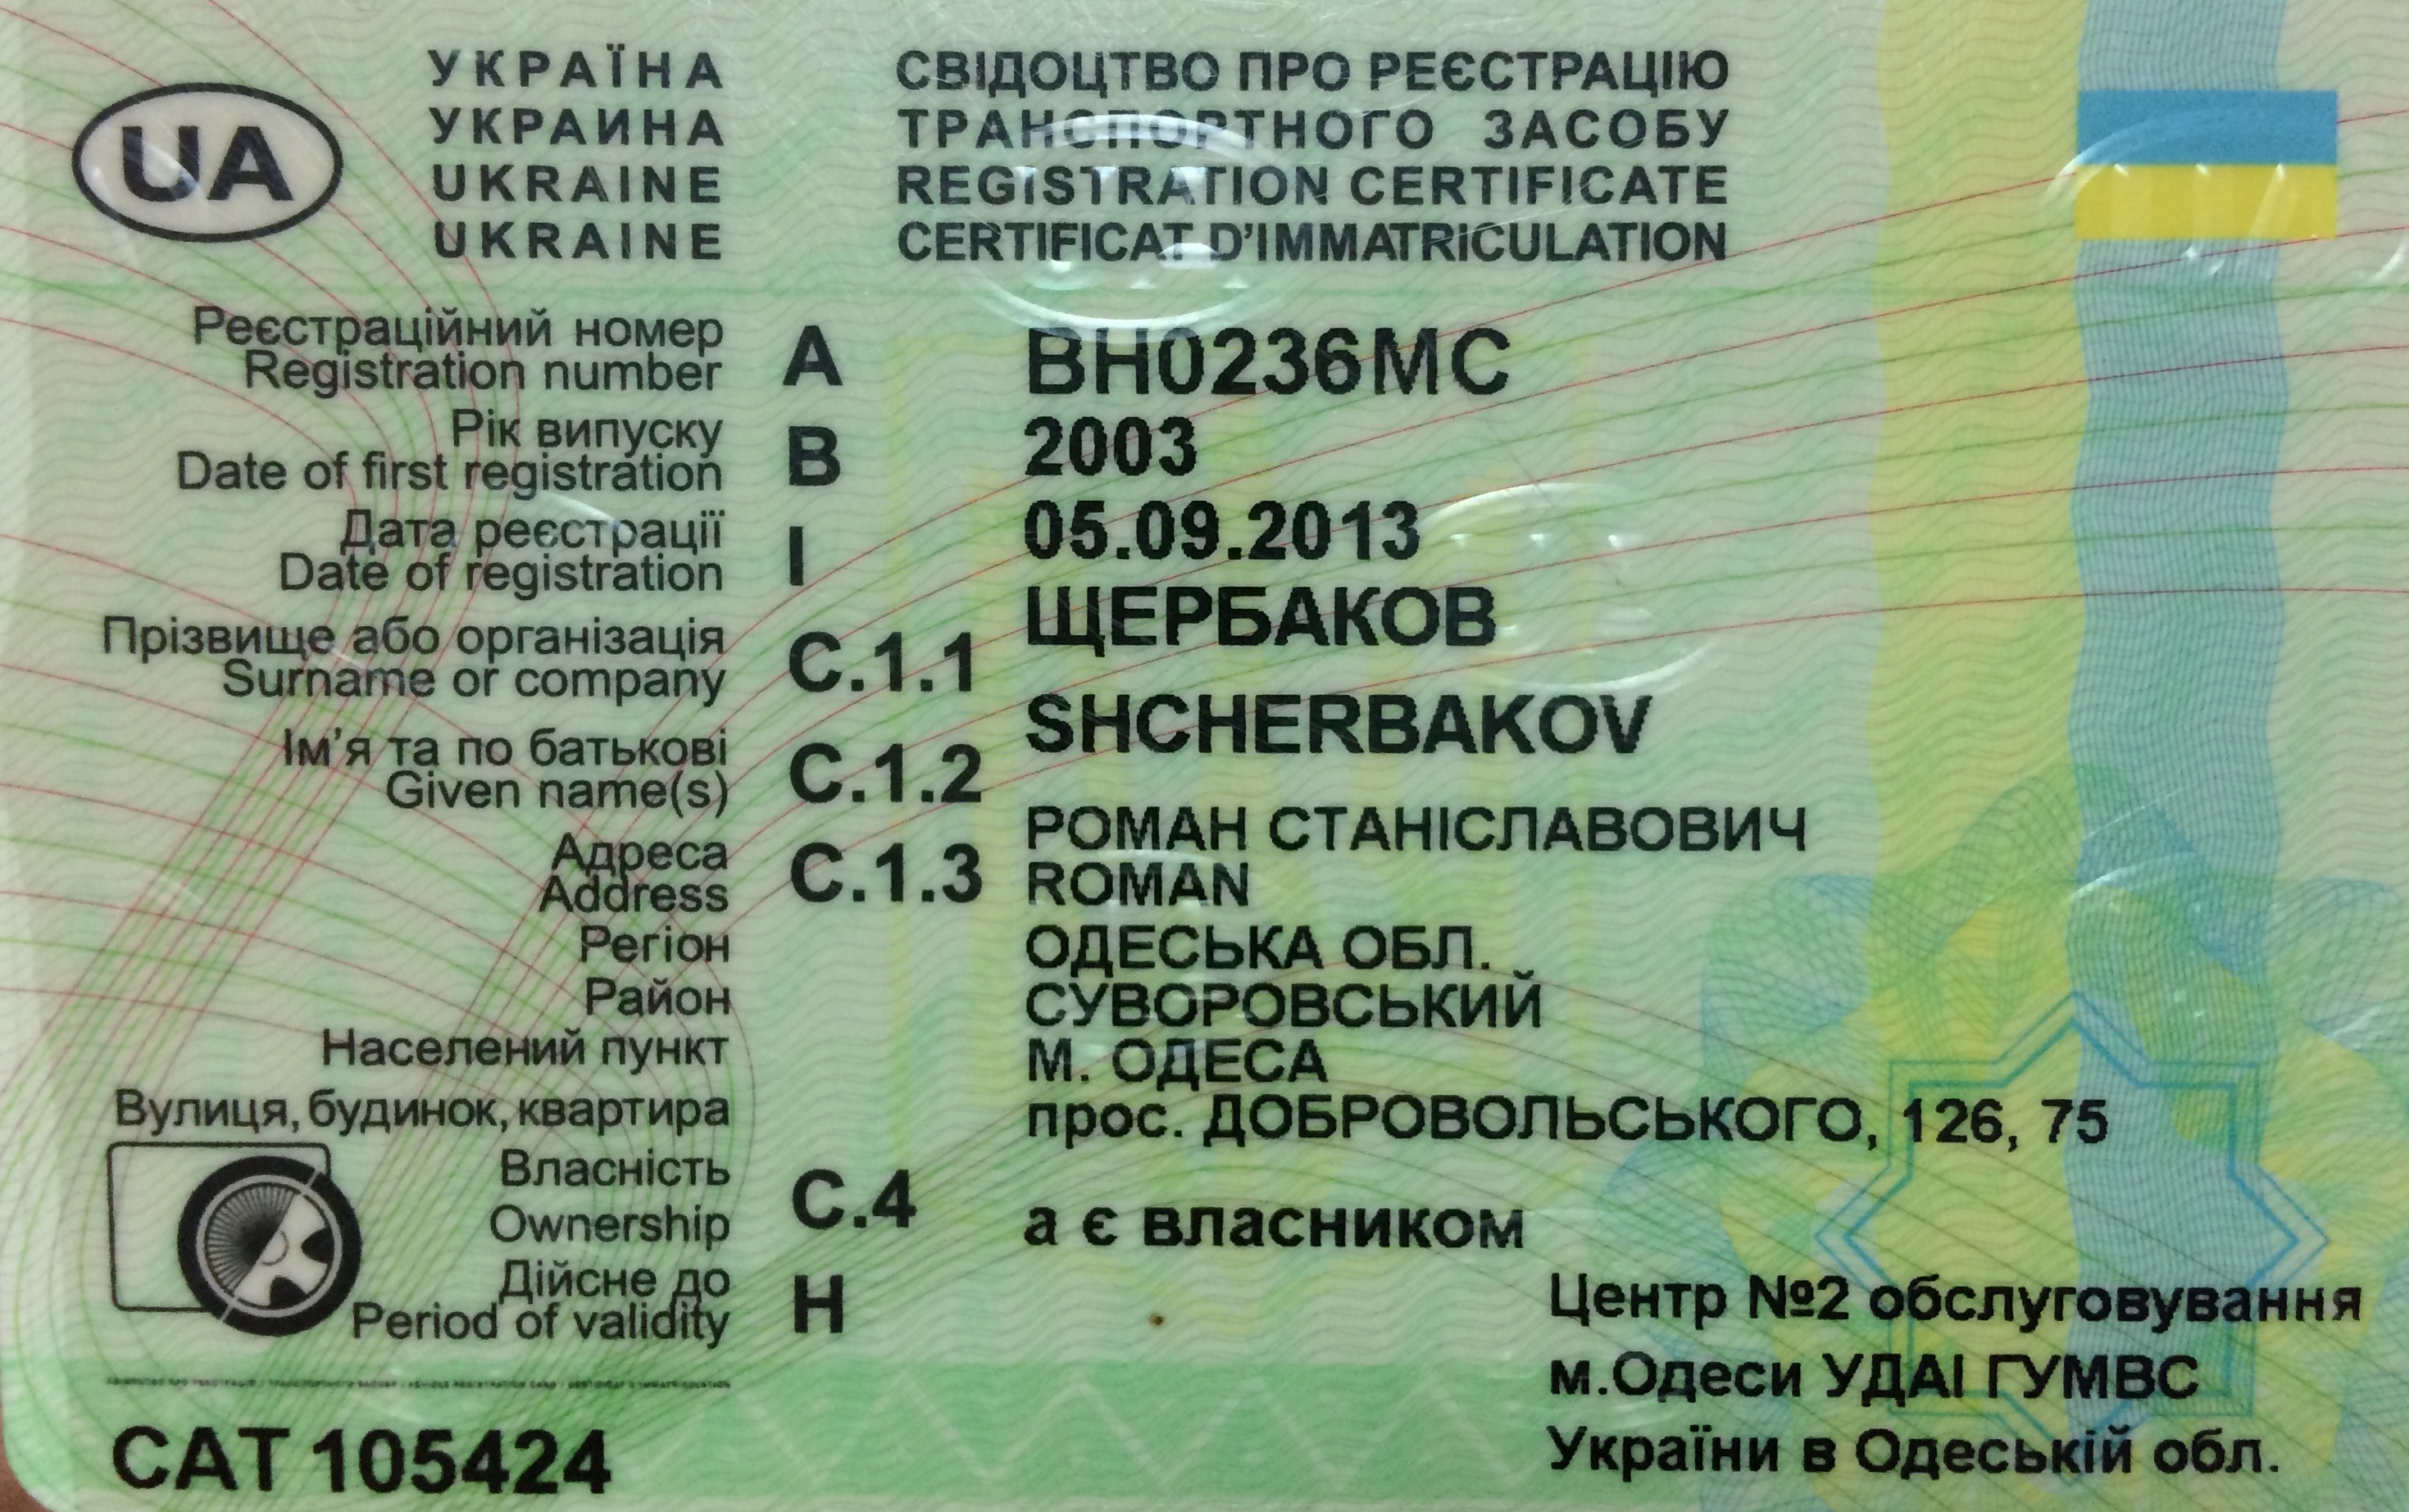 UA
УКРАЇНА
УКРАИНА
UKRAINE
UKRAINE
СВІДОЦТВО ПРО РЕЄСТРАЦІЮ
ТРАНСПОРТНОГО ЗАСОБУ
REGISTRATION CERTIFICATE
CERTIFICAT D'IMMATRICULATION
Реєстраційний номер
Registration number
A
ВН0236МС
Рік випуску
Date of first registration
B
2003
Дата реєстрації
Date of registration
I
05.09.2013
Прізвище або організація
Surname or company
C.1.1
ЩЕРБАКОВ
SHCHERBAKOV
Ім'я та по батькові
Given name(s)
C.1.2
РОМАН СТАНІСЛАВОВИЧ
ROMAN
Адреса
Address
C.1.3
Регіон
ОДЕСЬКА ОБЛ.
Район
СУВОРОВСЬКИЙ
Населений пункт
М. ОДЕСА
Вулиця, будинок, квартира
прос. ДОБРОВОЛЬСЬКОГО, 126, 75
Власність
Ownership
C.4
а є власником
Дійсне до
Period of validity
H
Центр №2 обслуговування
м.Одеси УДАІ ГУМВС
України в Одеській обл.
САТ 105424